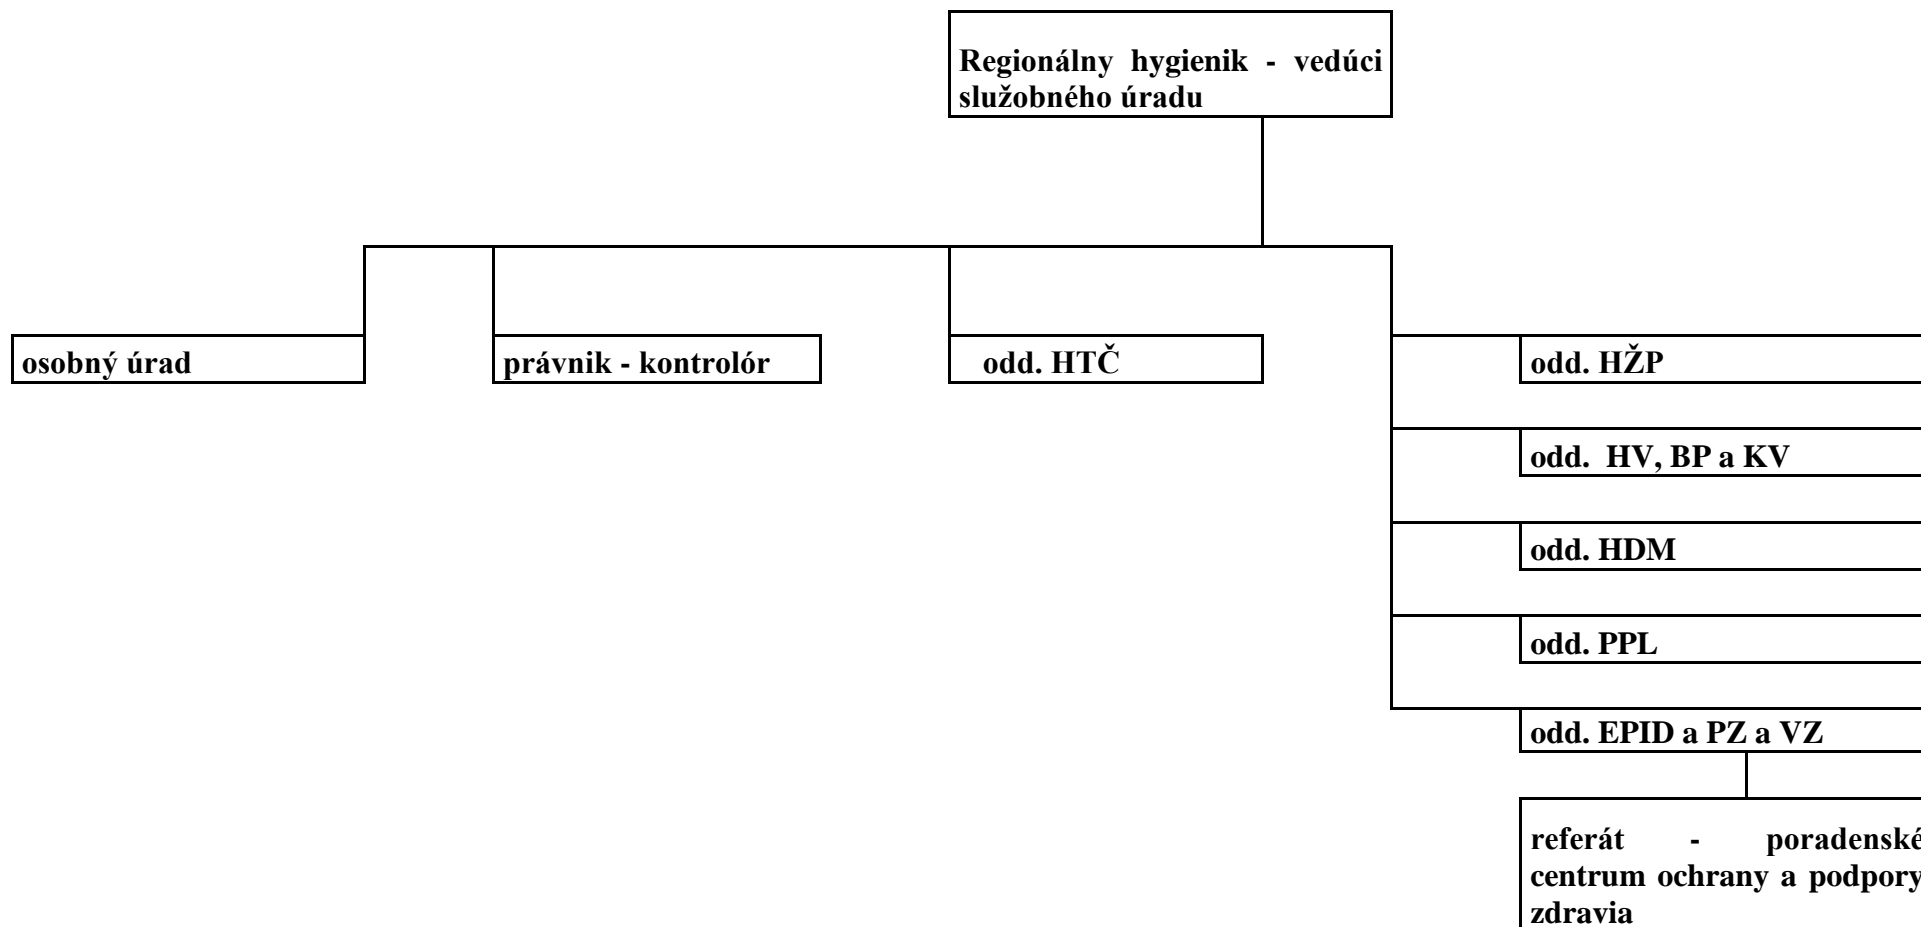 Regionálny hygienik - vedúci
služobného úradu
osobný úrad
právnik - kontrolór
odd. HTČ
odd. HŽP
odd. HV, BP a KV
odd. HDM
odd. PPL
odd. EPID a PZ a VZ
referát - poradenské
centrum ochrany a podpory
zdravia